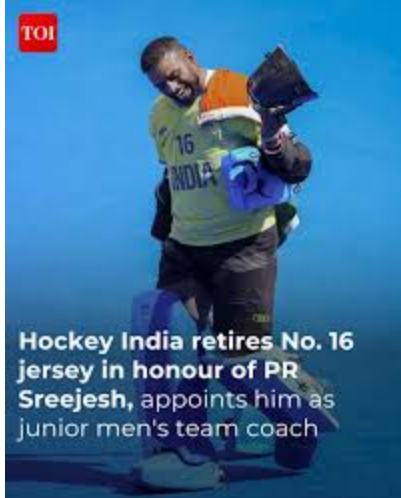 TOI
16
INDIA
Hockey India retires No. 16
jersey in honour of PR
Sreejesh, appoints him as
junior men's team coach